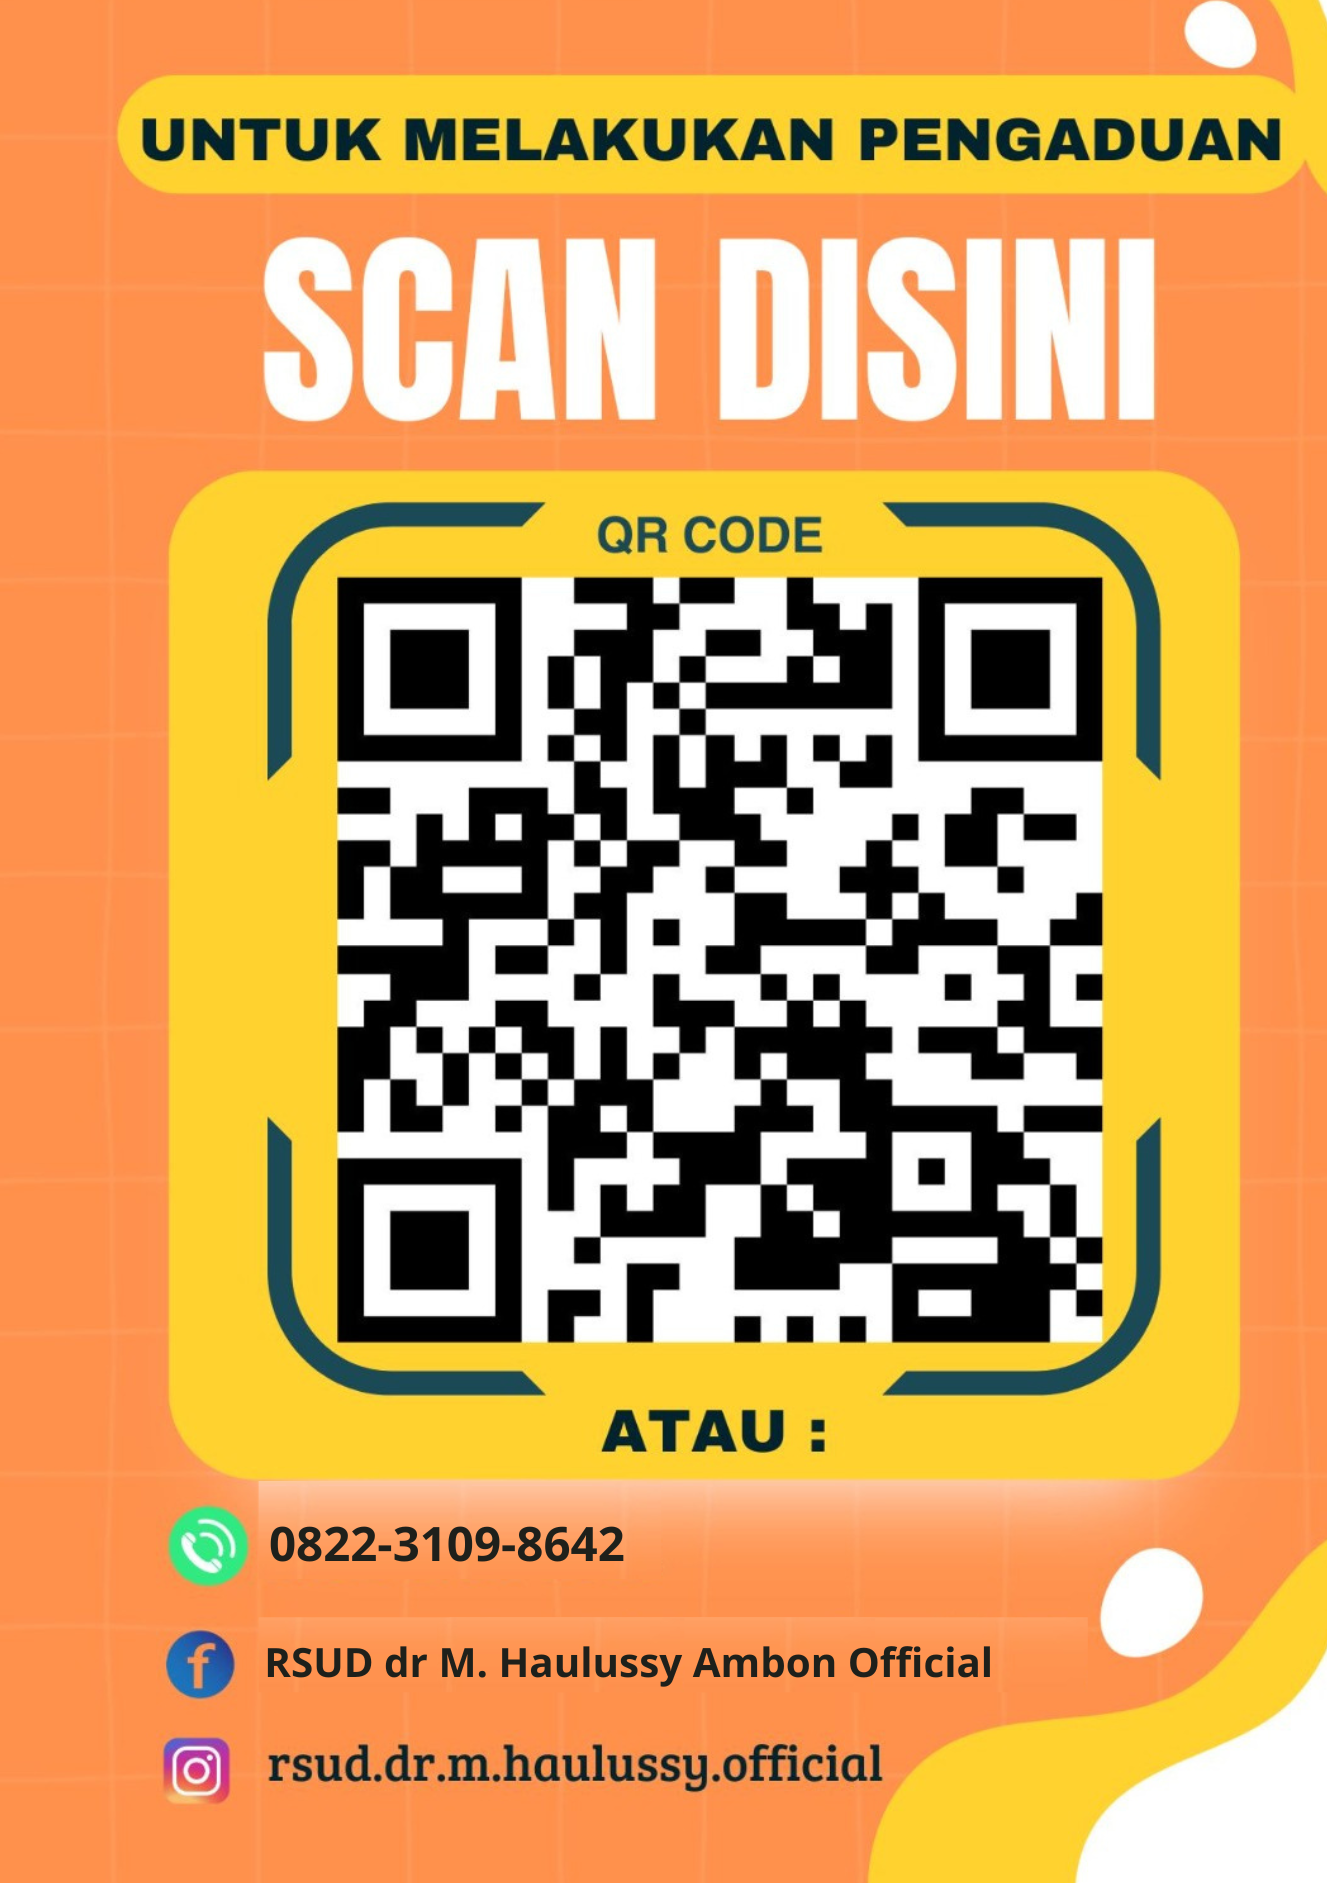 UNTUK MELAKUKAN PENGADUAN
SCAN DISINI
QR CODE
ATAU :
0822-3109-8642
RSUD dr M. Haulussy Ambon Official
rsud.dr.m.haulussy.official